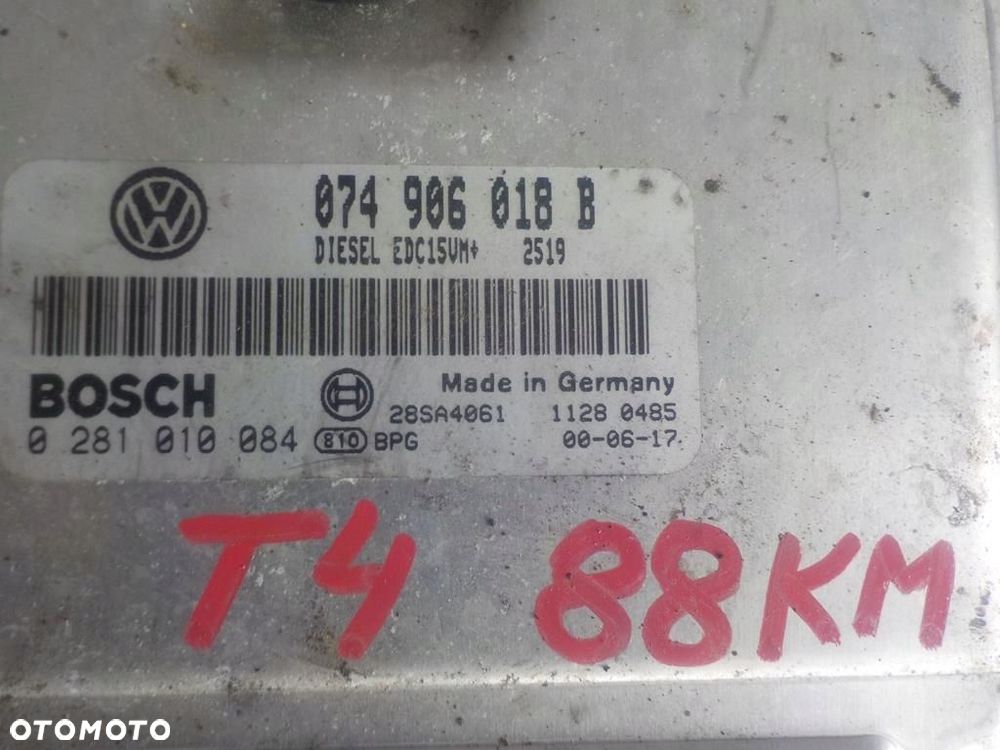 074 906 018 B
DIESEL EDC15VM+ 2519
BOSCH
Made in Germany
28SA4061 1128 0485
0 281 010 084 810 BPG 00-06-17
T4 88KM
OTOMOTO